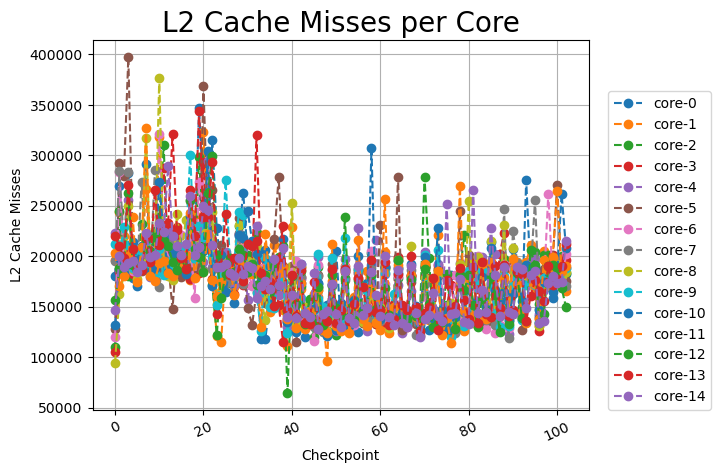 L2 Cache Misses per Core
400000
350000
300000
250000
200000
150000
100000
50000
L2 Cache Misses
0
20
40
60
80
100
Checkpoint
core-0
core-1
core-2
core-3
core-4
core-5
core-6
core-7
core-8
core-9
core-10
core-11
core-12
core-13
core-14